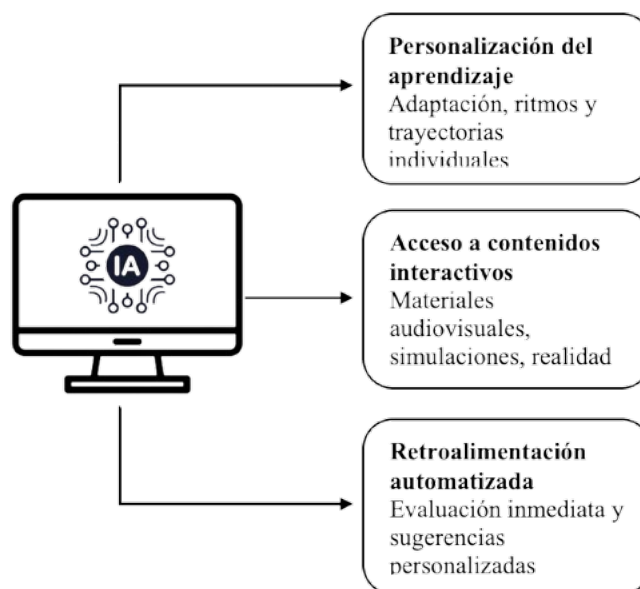 Personalización del
aprendizaje
Adaptación, ritmos y
trayectorias
individuales
IA
Acceso a contenidos
interactivos
Materiales
audiovisuales,
simulaciones, realidad
Retroalimentación
automatizada
Evaluación inmediata y
sugerencias
personalizadas